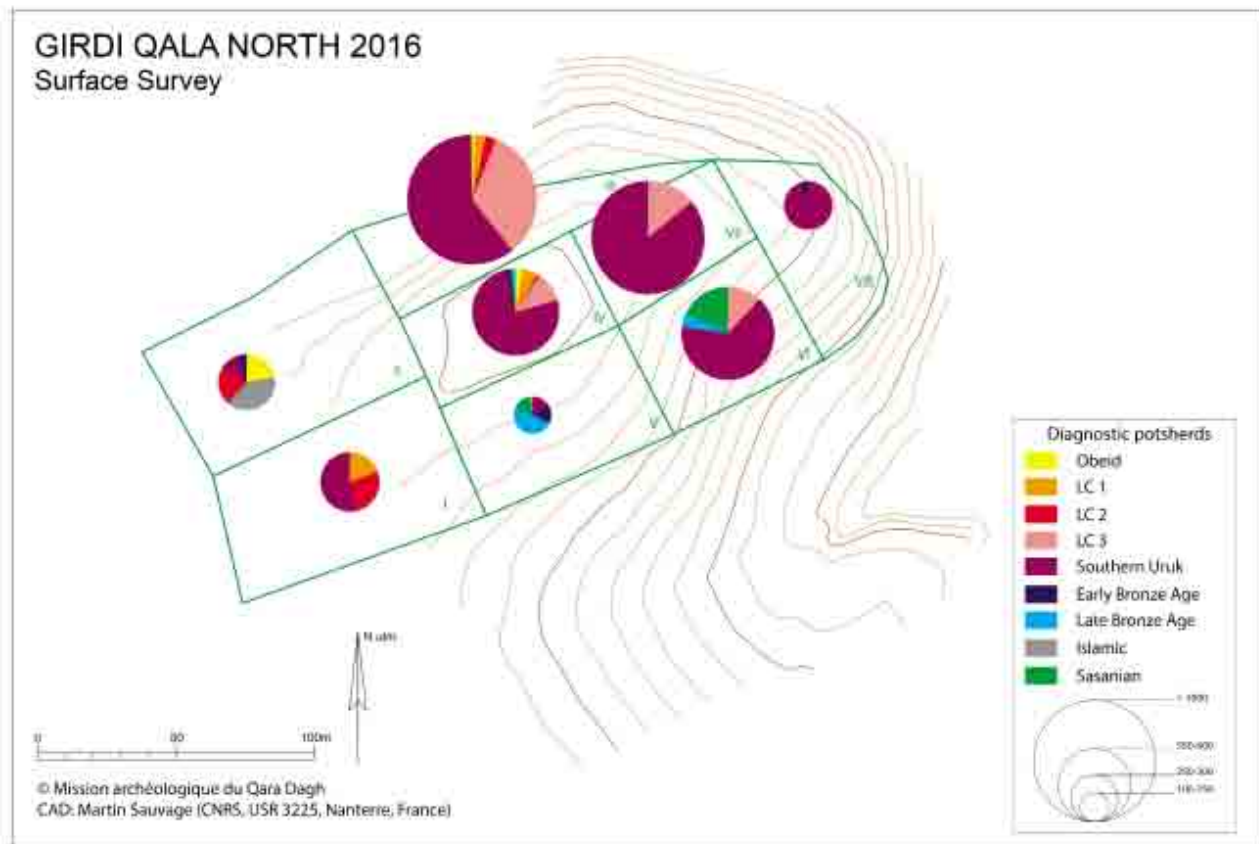 GIRDI QALA NORTH 2016
Surface Survey
VII
VIII
IV
VI
II
V
I
Diagnostic potsherds
Obeid
LC 1
LC 2
LC 3
Southern Uruk
Early Bronze Age
Late Bronze Age
Islamic
Sasanian
N
0
100m
© Mission archéologique du Qara Dagh
CAD: Martin Sauvage (CNRS, USR 3225, Nanterre, France)